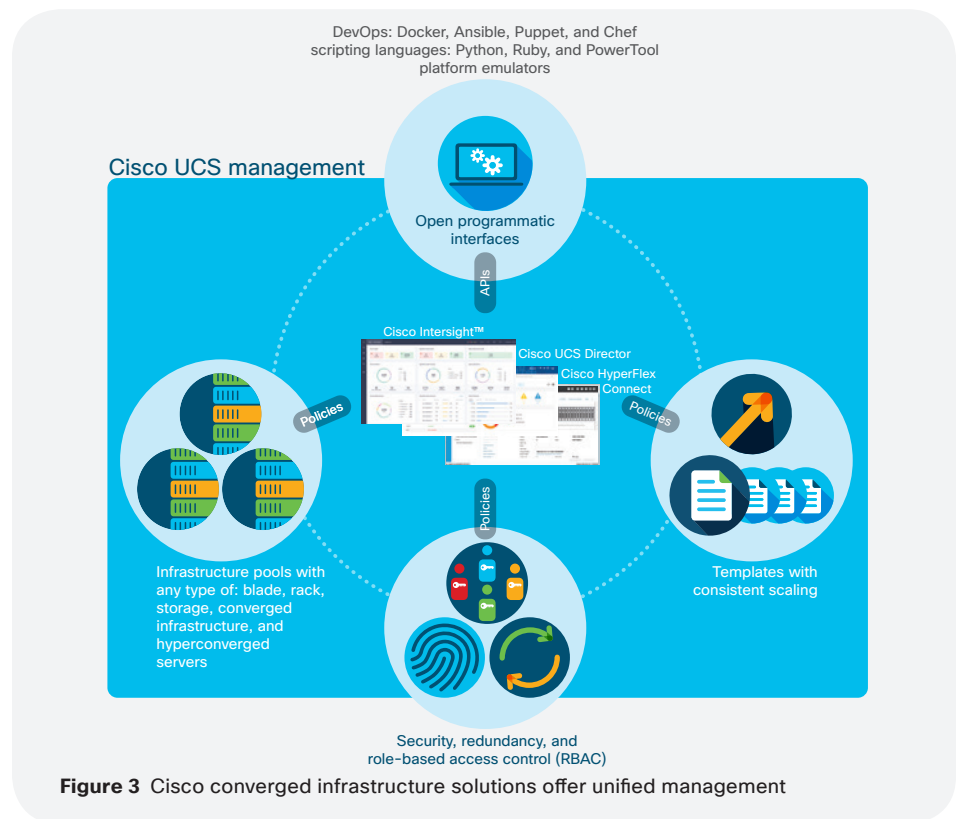 DevOps: Docker, Ansible, Puppet, and Chef
scripting languages: Python, Ruby, and PowerTool
platform emulators
Cisco UCS management
Open programmatic
interfaces
APIs
Cisco Intersight™
Cisco UCS Director
Cisco HyperFlex
Connect
Policies
Policies
Policies
Infrastructure pools with
any type of: blade, rack,
storage, converged
infrastructure, and
hyperconverged
servers
Templates with
consistent scaling
Security, redundancy, and
role-based access control (RBAC)
Figure 3 Cisco converged infrastructure solutions offer unified management